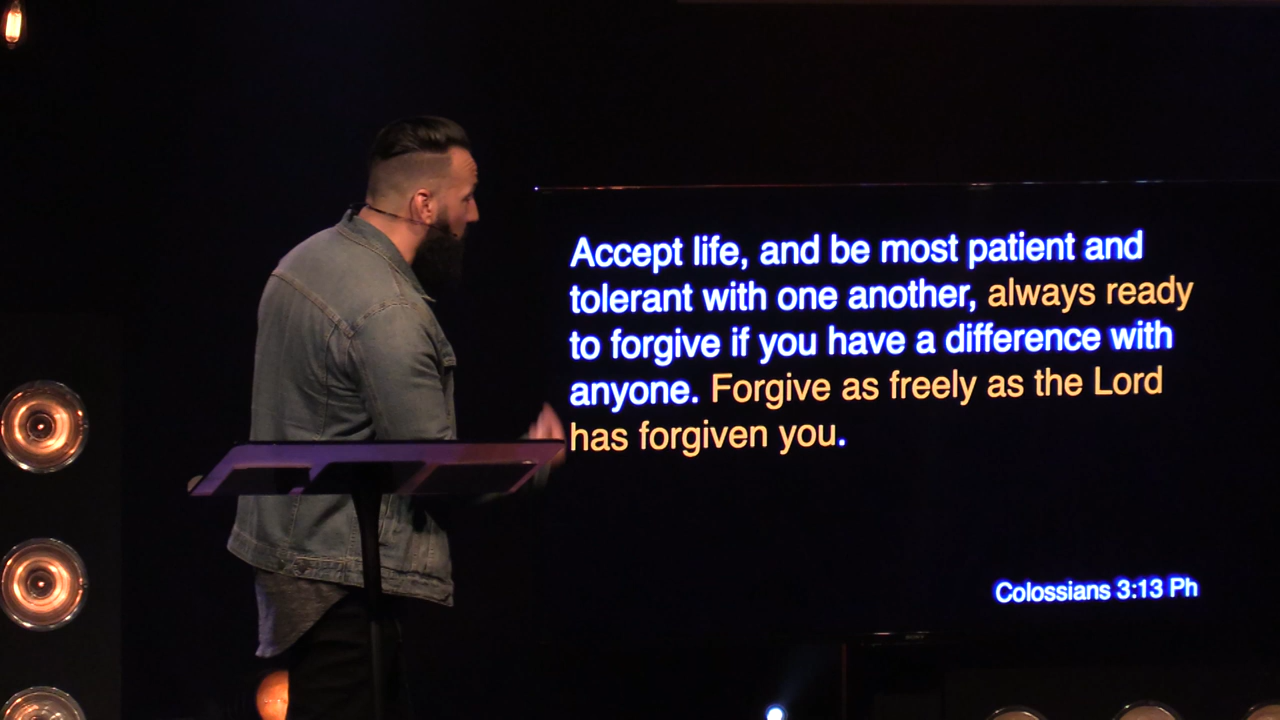 Accept life, and be most patient and
tolerant with one another, always ready
to forgive if you have a difference with
anyone. Forgive as freely as the Lord
has forgiven you.
Colossians 3:13 Ph
SONY